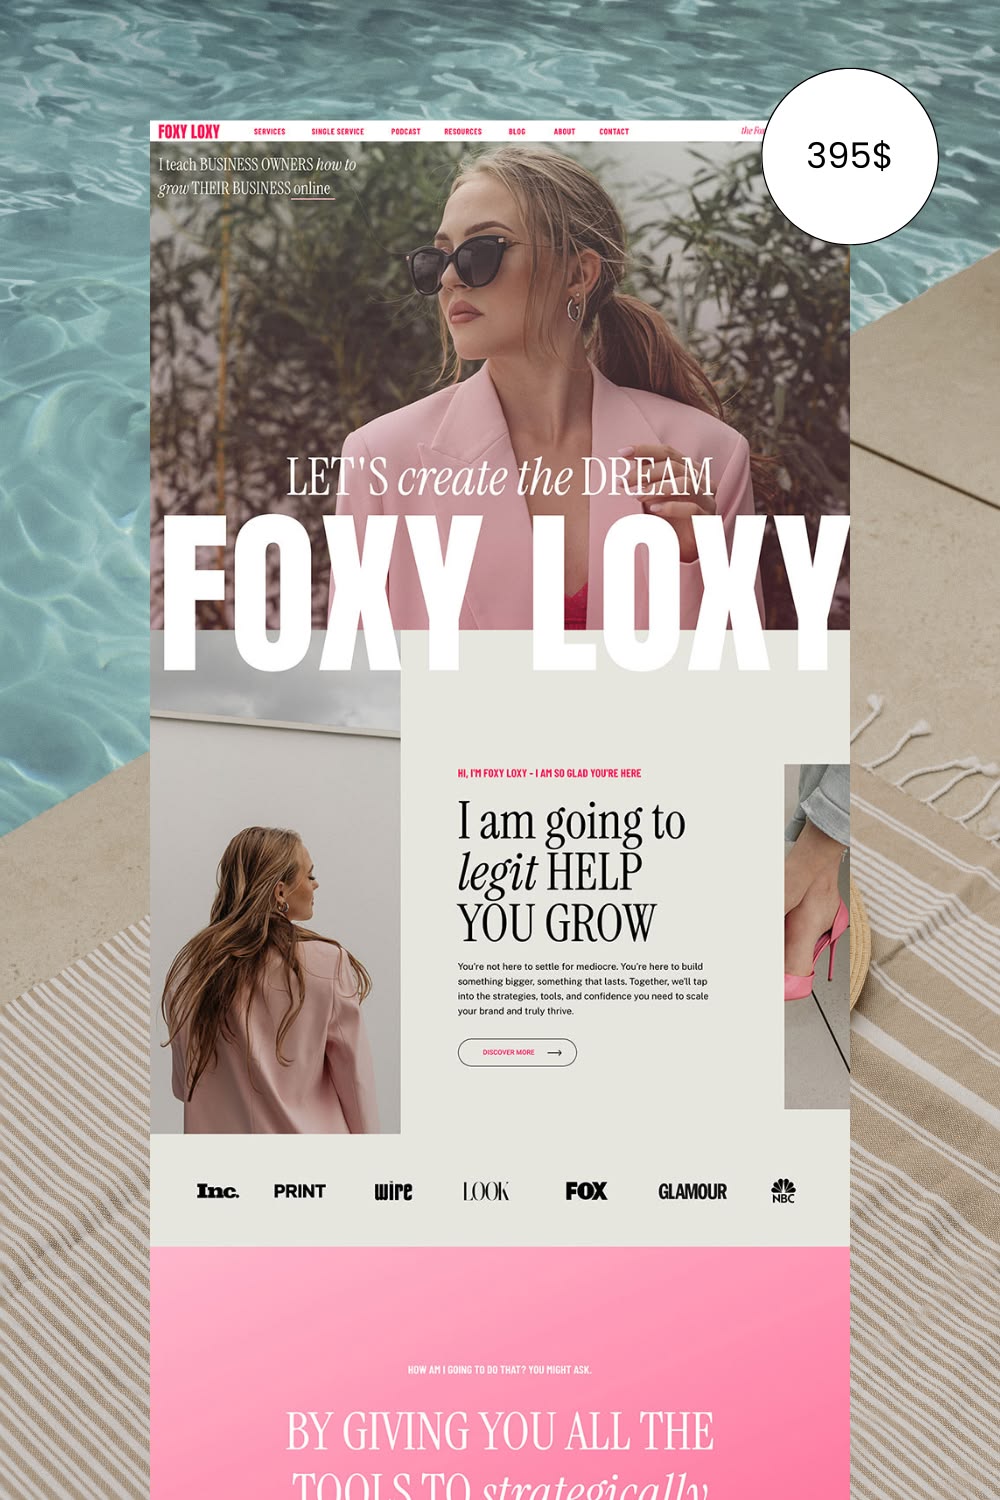 395$
FOXY LOXY
SERVICES
SINGLE SERVICE
PODCAST
RESOURCES
BLOG
ABOUT
CONTACT
the
I teach BUSINESS OWNERS how to
grow THEIR BUSINESS online
LET'S create the DREAM
FOXY LOXY
HI, I'M FOXY LOXY - I AM SO GLAD YOU'RE HERE
I am going to
legit HELP
YOU GROW
You're not here to settle for mediocre. You're here to build
something bigger, something that lasts. Together, we'll tap
into the strategies, tools, and confidence you need to scale
your brand and truly thrive.
DISCOVER MORE
Inc.
PRINT
wire
LOOK
FOX
GLAMOUR
NBC
HOW AM I GOING TO DO THAT? YOU MIGHT ASK.
BY GIVING YOU ALL THE
TOOLS TO strategically